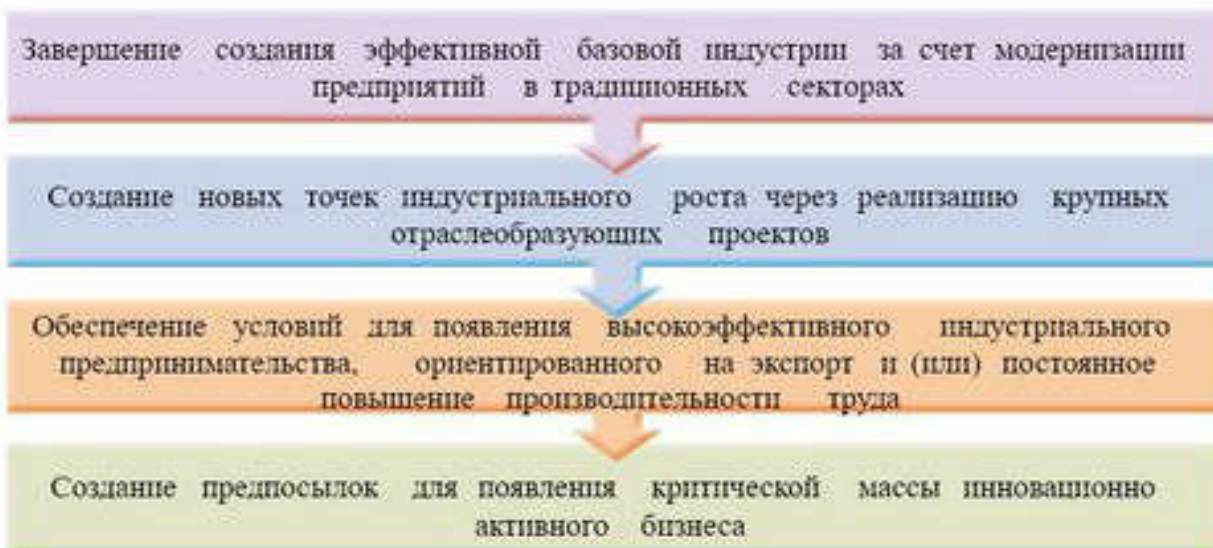 Завершение создания эффективной базовой индустрии за счет модернизации
предприятий в традиционных секторах
Создание новых точек индустриального роста через реализацию крупных
отраслеобразующих проектов
Обеспечение условий для появления высокоэффективного индустриального
предпринимательства, ориентированного на экспорт и (или) постоянное
повышение производительности труда
Создание предпосылок для появления критической массы инновационно
активного бизнеса